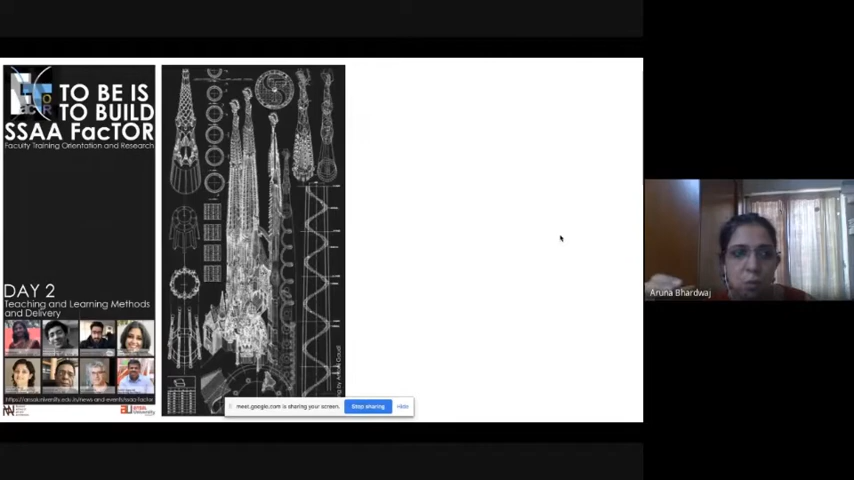 TO BE IS
TO BUILD
SSAA FacTOR
Faculty Training Orientation and Research
DAY 2
Teaching and Learning Methods
and Delivery
meet.google.com is sharing your screen.
Stop sharing
Hide
Aruna Bhardwaj